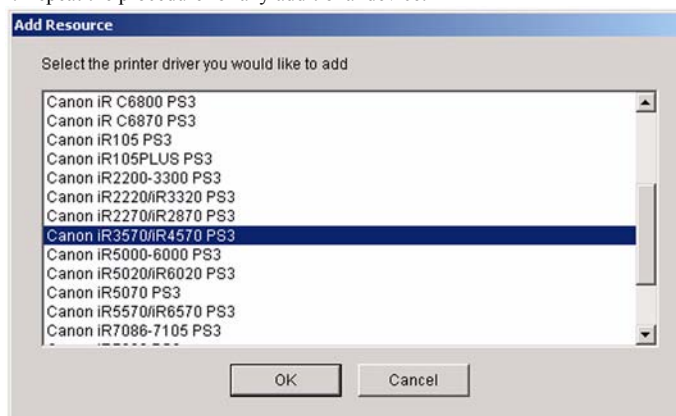 Add Resource
Select the printer driver you would like to add
Canon iR C6800 PS3
Canon iR C6870 PS3
Canon iR105 PS3
Canon iR105PLUS PS3
Canon iR2200-3300 PS3
Canon iR2220/iR3320 PS3
Canon iR2270/iR2870 PS3
Canon iR3570/iR4570 PS3
Canon iR5000-6000 PS3
Canon iR5020/iR6020 PS3
Canon iR5070 PS3
Canon iR5570/iR6570 PS3
Canon iR7086-7105 PS3
OK Cancel